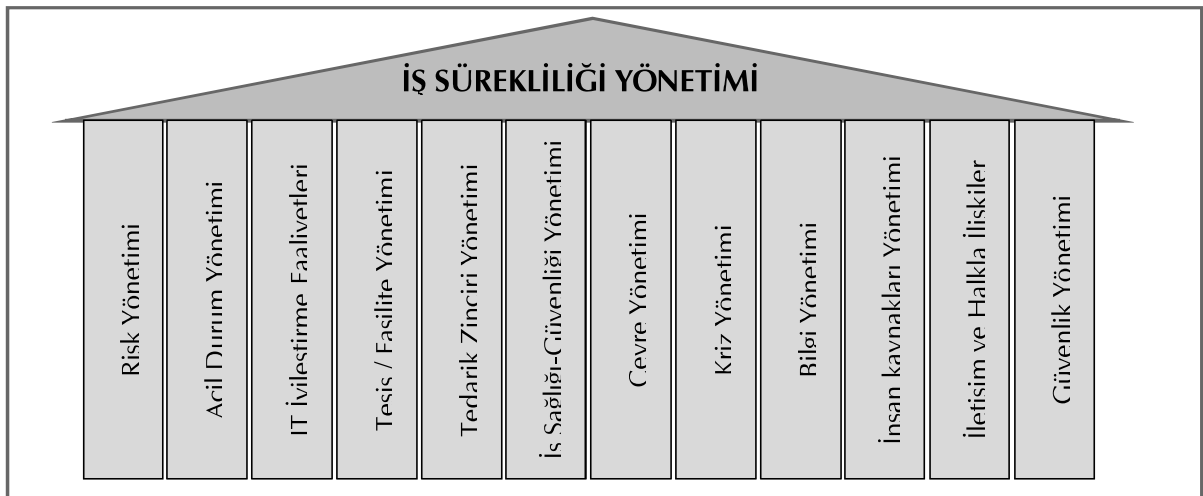 İŞ SÜREKLİLİĞİ YÖNETİMİ
Risk Yönetimi
Acil Durum Yönetimi
IT İyileştirme Faaliyetleri
Tesis / Fasilite Yönetimi
Tedarik Zinciri Yönetimi
İş Sağlığı-Güvenliği Yönetimi
Çevre Yönetimi
Kriz Yönetimi
Bilgi Yönetimi
İnsan kaynakları Yönetimi
İletişim ve Halkla İlişkiler
Güvenlik Yönetimi